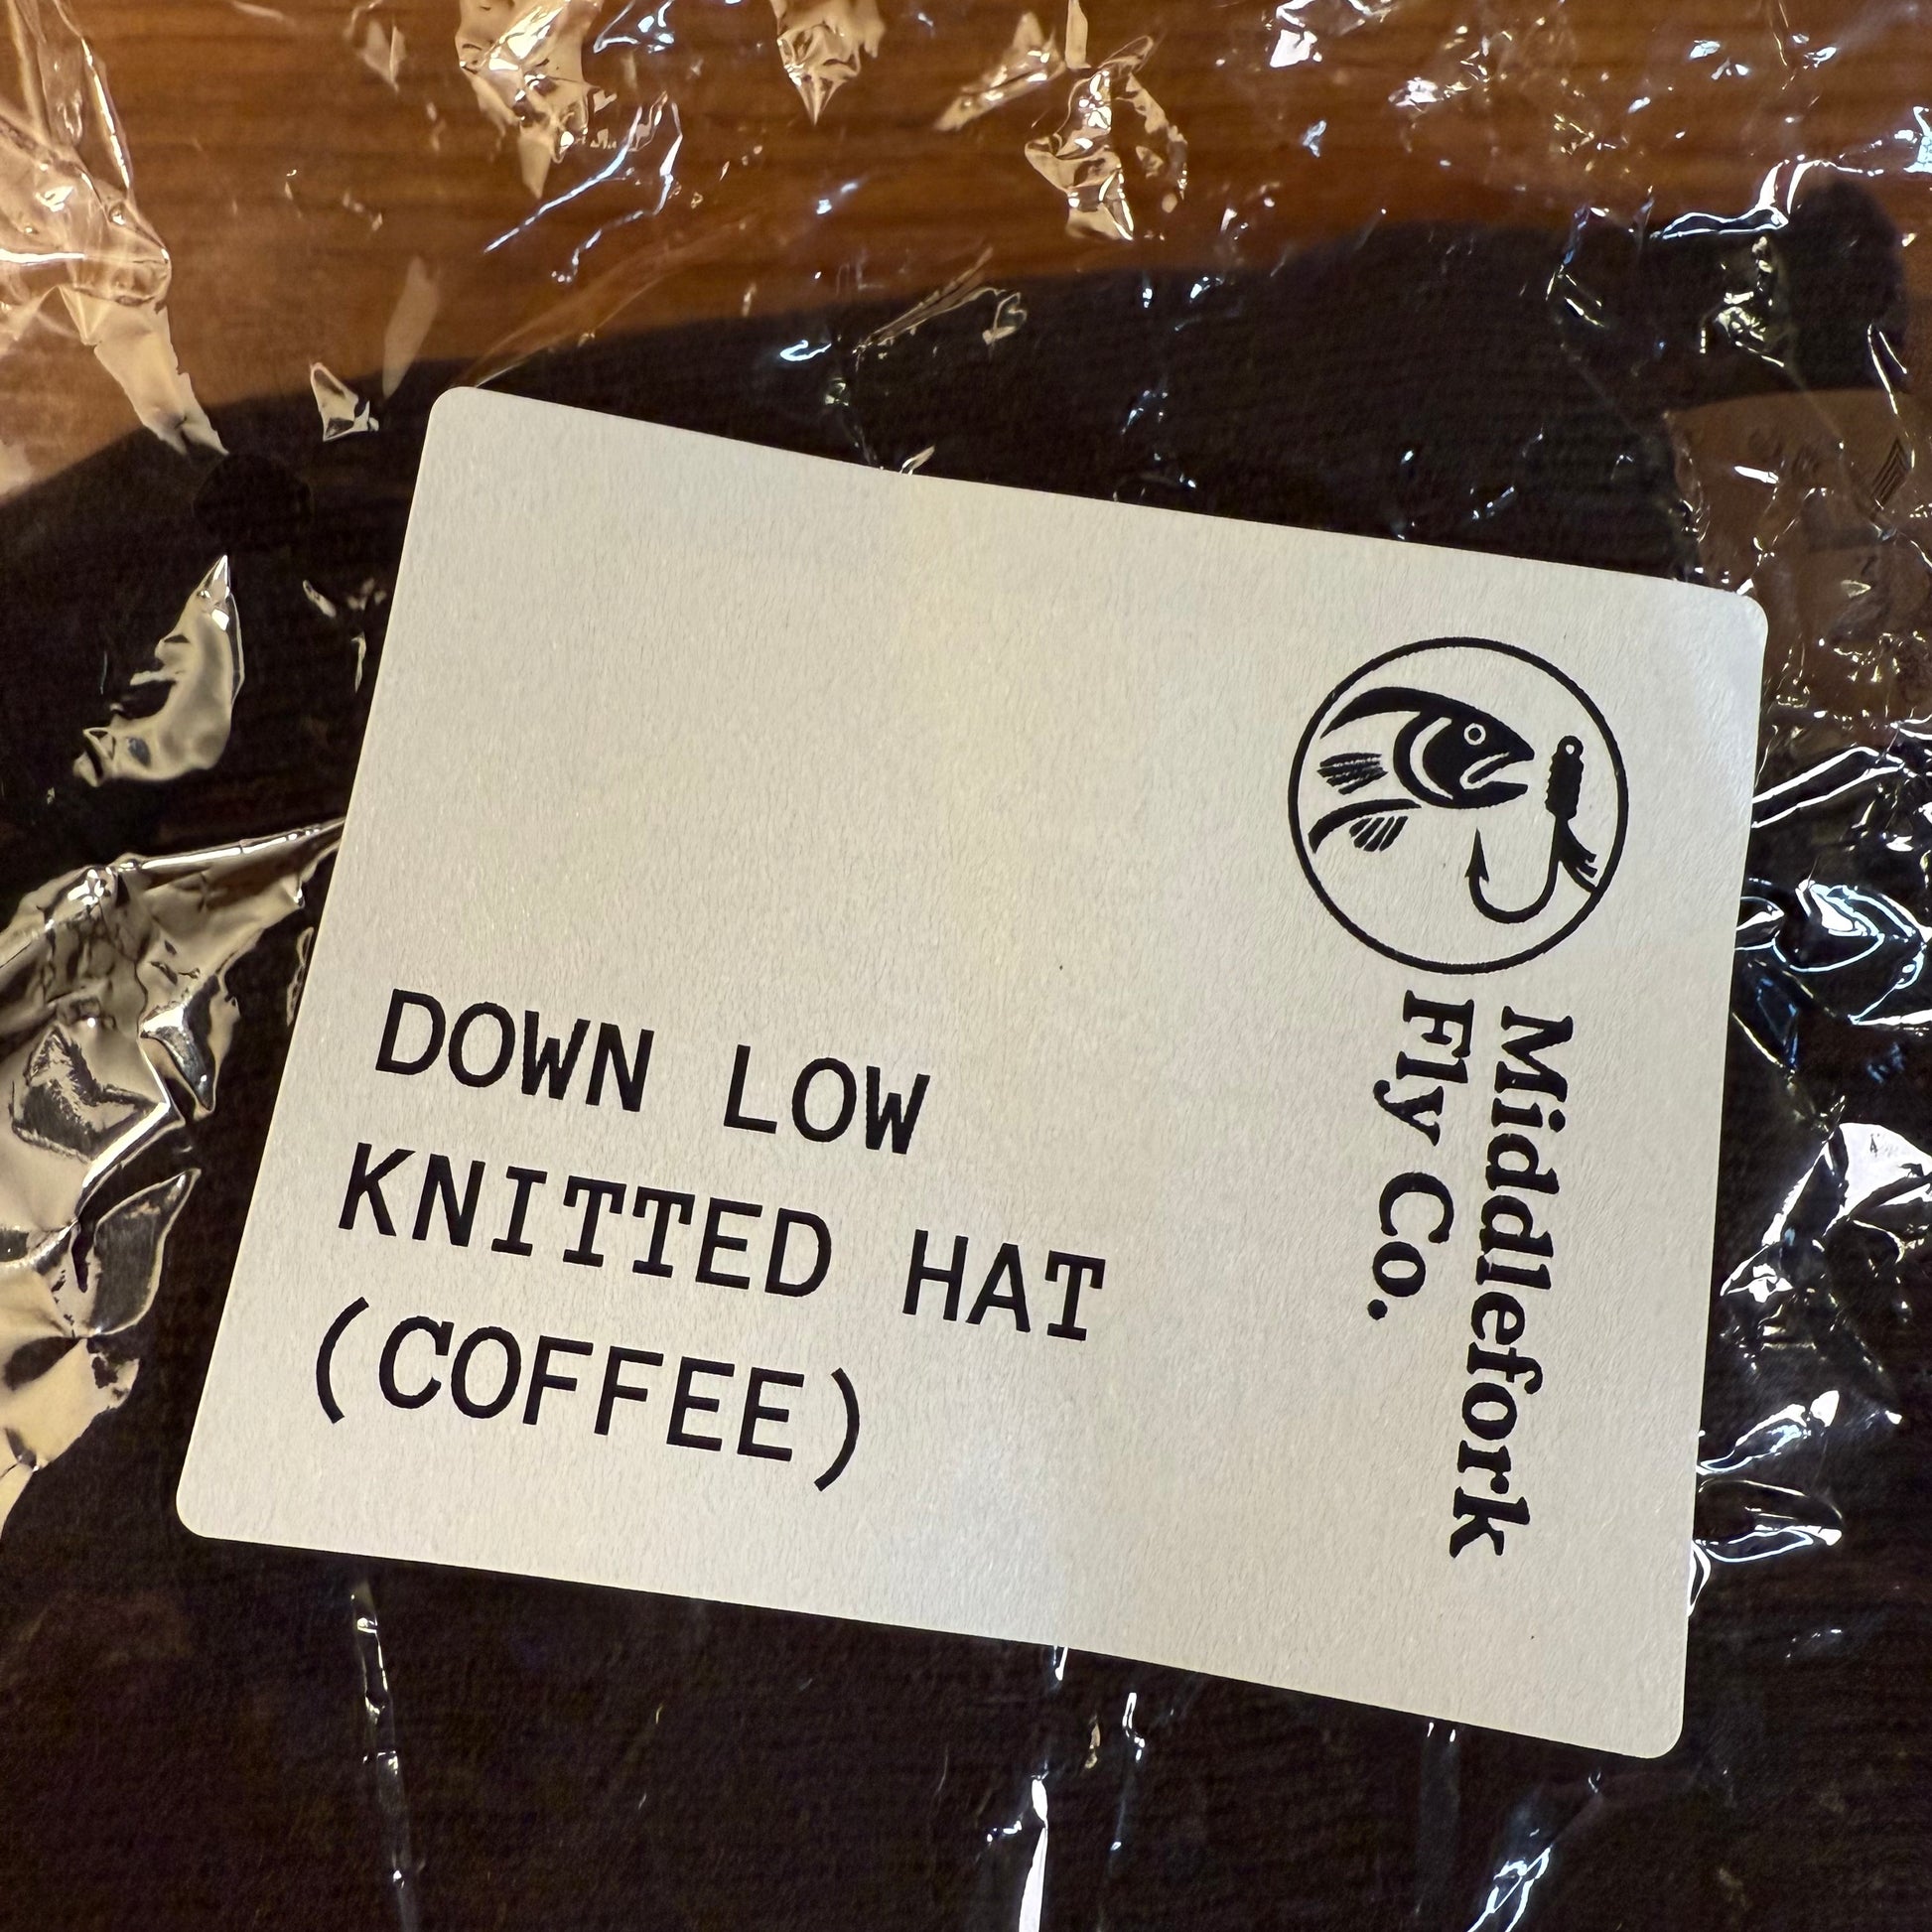 DOWN LOW
KNITTED HAT
(COFFEE)
Middlefork
Fly Co.